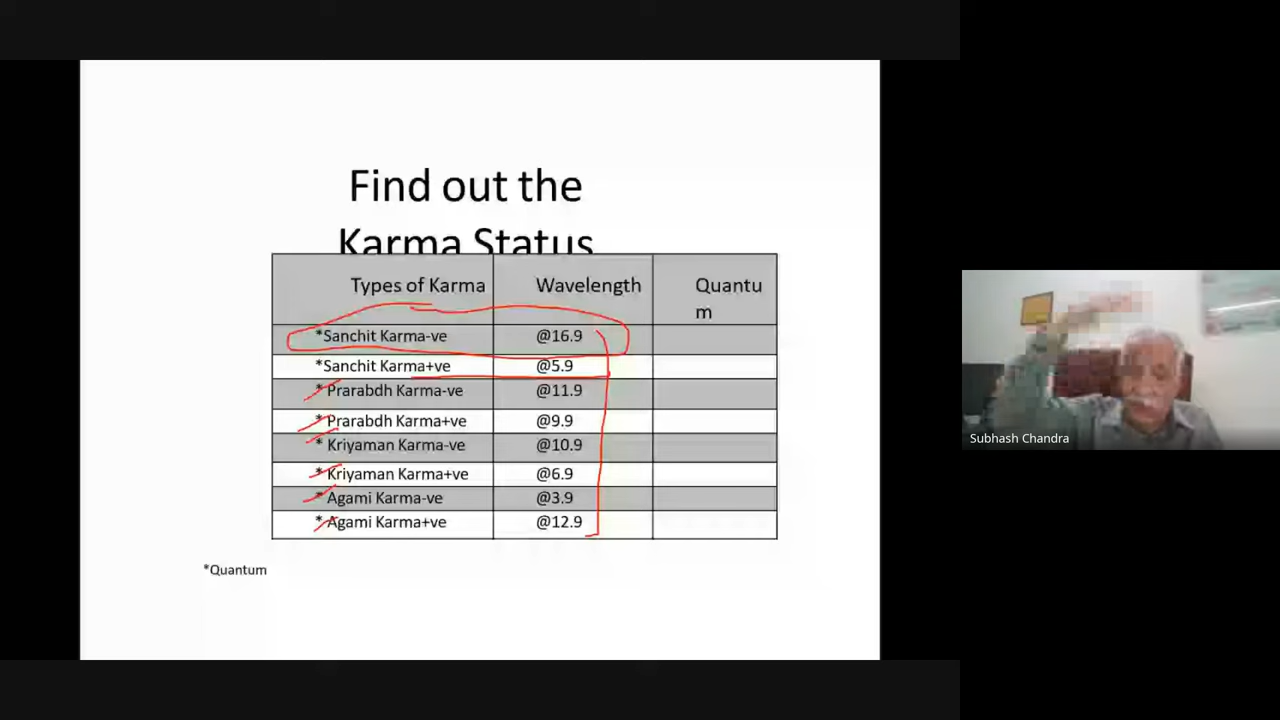 Find out the
Karma Status
Types of Karma Wavelength Quantu
m
*Sanchit Karma-ve @16.9
*Sanchit Karma+ve @5.9
* Prarabdh Karma-ve @11.9
* Prarabdh Karma+ve @9.9
* Kriyaman Karma-ve @10.9
* Kriyaman Karma+ve @6.9
* Agami Karma-ve @3.9
* Agami Karma+ve @12.9
*Quantum
Subhash Chandra